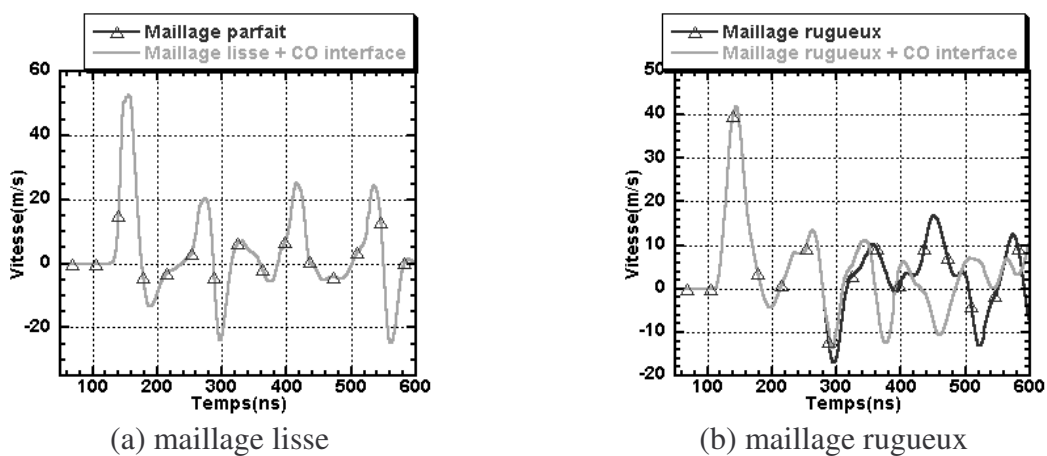 Maillage parfait
Maillage lisse + CO interface
60
40
20
0
-20
Vitesse(m/s)
100 200 300 400 500 600
Temps(ns)
(a) maillage lisse
Maillage rugueux
Maillage rugueux + CO interface
50
40
30
20
10
0
-10
-20
Vitesse(m/s)
100 200 300 400 500 600
Temps(ns)
(b) maillage rugueux